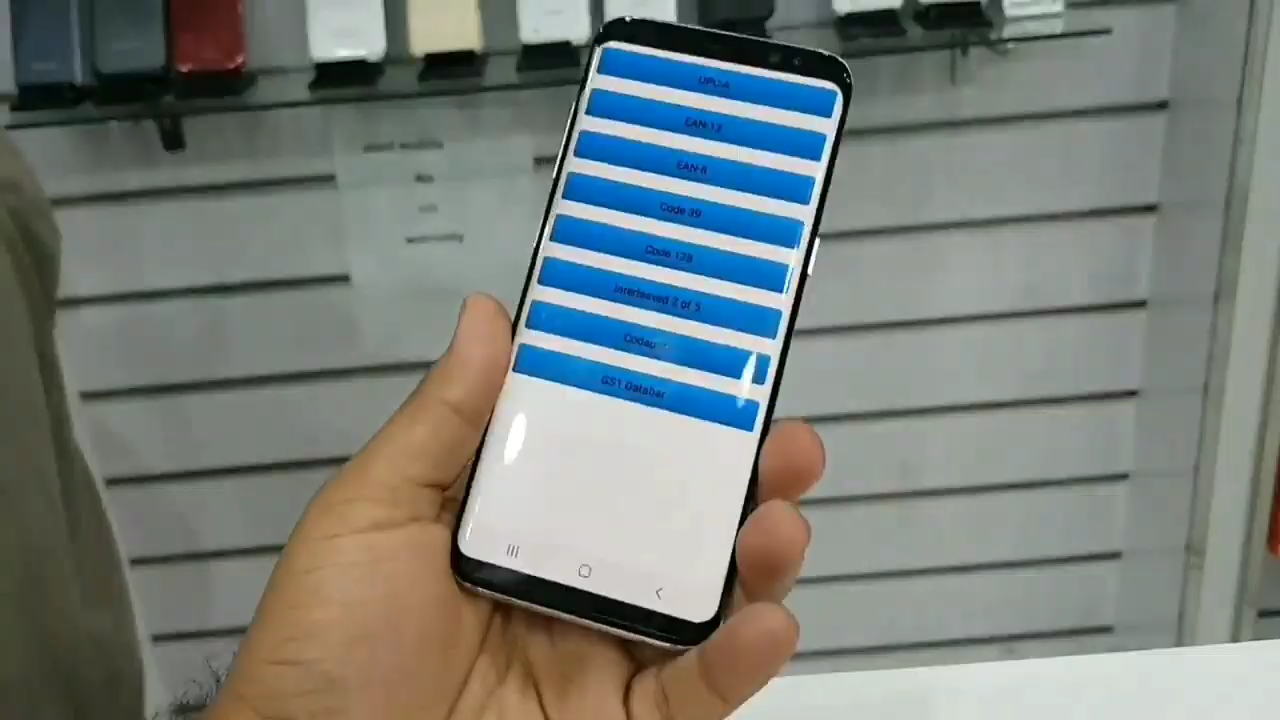 UPC-A
EAN-13
EAN-8
Code 39
Code 128
Interleaved 2 of 5
GS1 Databar